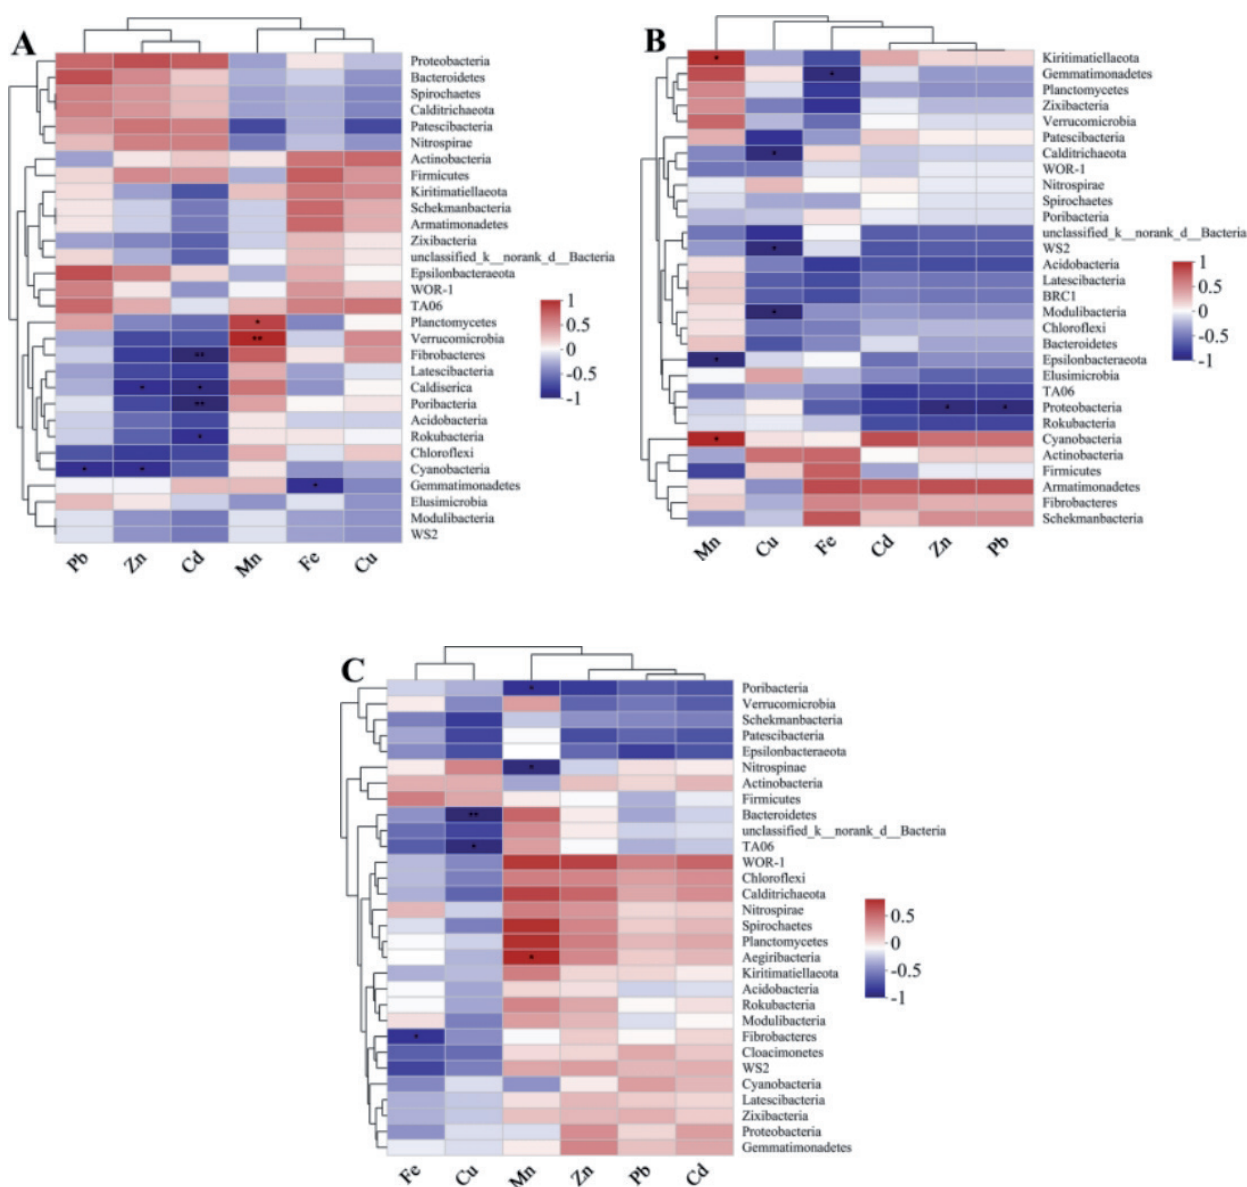 A
Proteobacteria
Bacteroidetes
Spirochaetes
Calditrichaeota
Patescibacteria
Nitrospirae
Actinobacteria
Firmicutes
Kiritimatiellaeota
Schekmanbacteria
Armatimonadetes
Zixibacteria
unclassified_k__norank_d__Bacteria
Epsilonbacteraeota
WOR-1
TA06
Planctomycetes
Verrucomicrobia
Fibrobacteres
Latescibacteria
Caldiserica
Poribacteria
Acidobacteria
Rokubacteria
Chloroflexi
Cyanobacteria
Gemmatimonadetes
Elusimicrobia
Modulibacteria
WS2
1
0.5
0
-0.5
-1
Pb Zn Cd Mn Fe Cu
B
Kiritimatiellaeota
Gemmatimonadetes
Planctomycetes
Zixibacteria
Verrucomicrobia
Patescibacteria
Calditrichaeota
WOR-1
Nitrospirae
Spirochaetes
Poribacteria
unclassified_k__norank_d__Bacteria
WS2
Acidobacteria
Latescibacteria
BRC1
Modulibacteria
Chloroflexi
Bacteroidetes
Epsilonbacteraeota
Elusimicrobia
TA06
Proteobacteria
Rokubacteria
Cyanobacteria
Actinobacteria
Firmicutes
Armatimonadetes
Fibrobacteres
Schekmanbacteria
1
0.5
0
-0.5
-1
Mn Cu Fe Cd Zn Pb
C
Poribacteria
Verrucomicrobia
Schekmanbacteria
Patescibacteria
Epsilonbacteraeota
Nitrospinae
Actinobacteria
Firmicutes
Bacteroidetes
unclassified_k__norank_d__Bacteria
TA06
WOR-1
Chloroflexi
Calditrichaeota
Nitrospirae
Spirochaetes
Planctomycetes
Aegiribacteria
Kiritimatiellaeota
Acidobacteria
Rokubacteria
Modulibacteria
Fibrobacteres
Cloacimonetes
WS2
Cyanobacteria
Latescibacteria
Zixibacteria
Proteobacteria
Gemmatimonadetes
0.5
0
-0.5
-1
Fe Cu Mn Zn Pb Cd